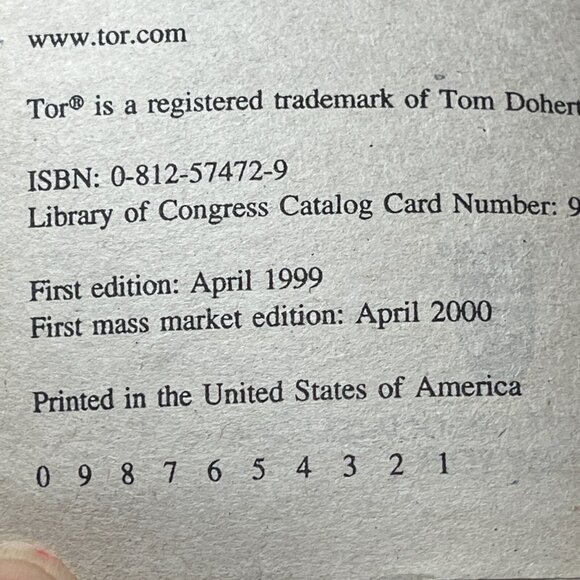 www.tor.com
Tor® is a registered trademark of Tom Dohert
ISBN: 0-812-57472-9
Library of Congress Catalog Card Number: 9
First edition: April 1999
First mass market edition: April 2000
Printed in the United States of America
0 9 8 7 6 5 4 3 2 1